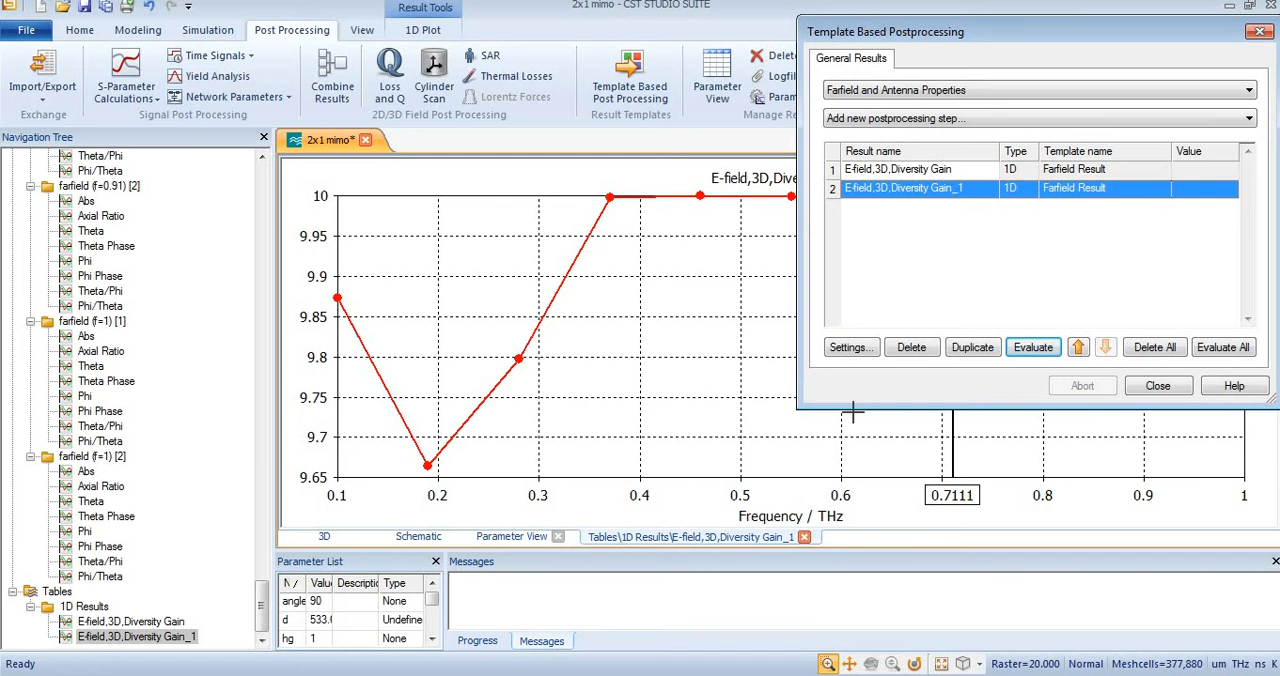 2x1 mimo - CST STUDIO SUITE
Result Tools
File
Home
Modeling
Simulation
Post Processing
View
1D Plot
Import/Export
Exchange
S-Parameter
Calculations
Time Signals
Yield Analysis
Network Parameters
Signal Post Processing
Combine
Results
Loss
and Q
Cylinder
Scan
SAR
Thermal Losses
Lorentz Forces
2D/3D Field Post Processing
Template Based
Post Processing
Result Templates
Parameter
View
Delete
Logfil
Param
Manage Re
Template Based Postprocessing
General Results
Farfield and Antenna Properties
Add new postprocessing step...
Result name Type Template name Value
1 E-field,3D,Diversity Gain 1D Farfield Result
2 E-field,3D,Diversity Gain_1 1D Farfield Result
Settings... Delete Duplicate Evaluate Delete All Evaluate All
Abort Close Help
Navigation Tree
Theta/Phi
Phi/Theta
farfield (f=0.91) [2]
Abs
Axial Ratio
Theta
Theta Phase
Phi
Phi Phase
Theta/Phi
Phi/Theta
farfield (f=1) [1]
Abs
Axial Ratio
Theta
Theta Phase
Phi
Phi Phase
Theta/Phi
Phi/Theta
farfield (f=1) [2]
Abs
Axial Ratio
Theta
Theta Phase
Phi
Phi Phase
Theta/Phi
Phi/Theta
Tables
1D Results
E-field,3D,Diversity Gain
E-field,3D,Diversity Gain_1
2x1 mimo*
E-field,3D,Dive
10
9.95
9.9
9.85
9.8
9.75
9.7
9.65
0.1 0.2 0.3 0.4 0.5 0.6 0.7111 0.8 0.9 1
Frequency / THz
3D
Schematic
Parameter View
Tables\1D Results\E-field,3D,Diversity Gain_1
Parameter List
N / Valu Descripti Type
angle 90 None
d 533.( Undefine
hg 1 None
Messages
Progress
Messages
Ready
Raster=20.000 Normal Meshcells=377,880 um THz ns K